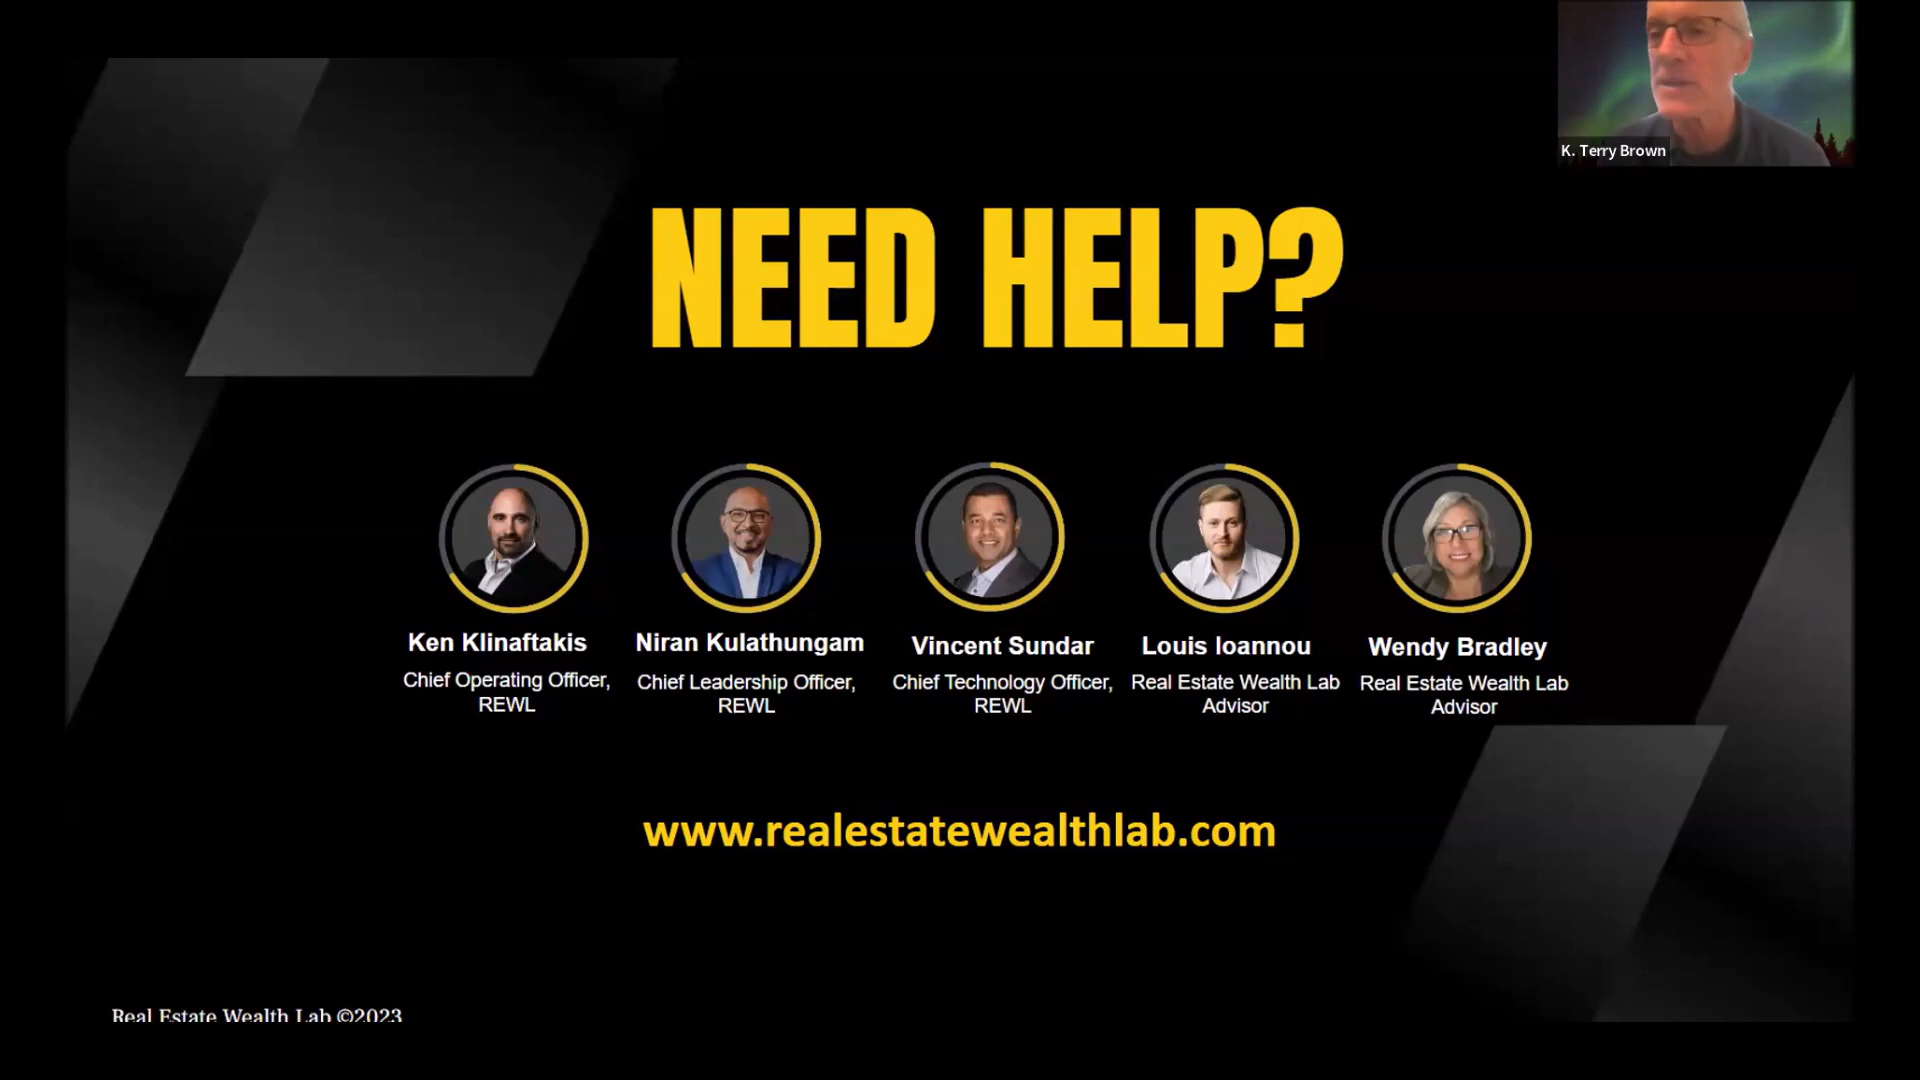 K. Terry Brown
NEED HELP?
Ken Klinaftakis
Chief Operating Officer,
REWL
Niran Kulathungam
Chief Leadership Officer,
REWL
Vincent Sundar
Chief Technology Officer,
REWL
Louis Ioannou
Real Estate Wealth Lab
Advisor
Wendy Bradley
Real Estate Wealth Lab
Advisor
www.realestatewealthlab.com
Real Estate Wealth Lab ©2023